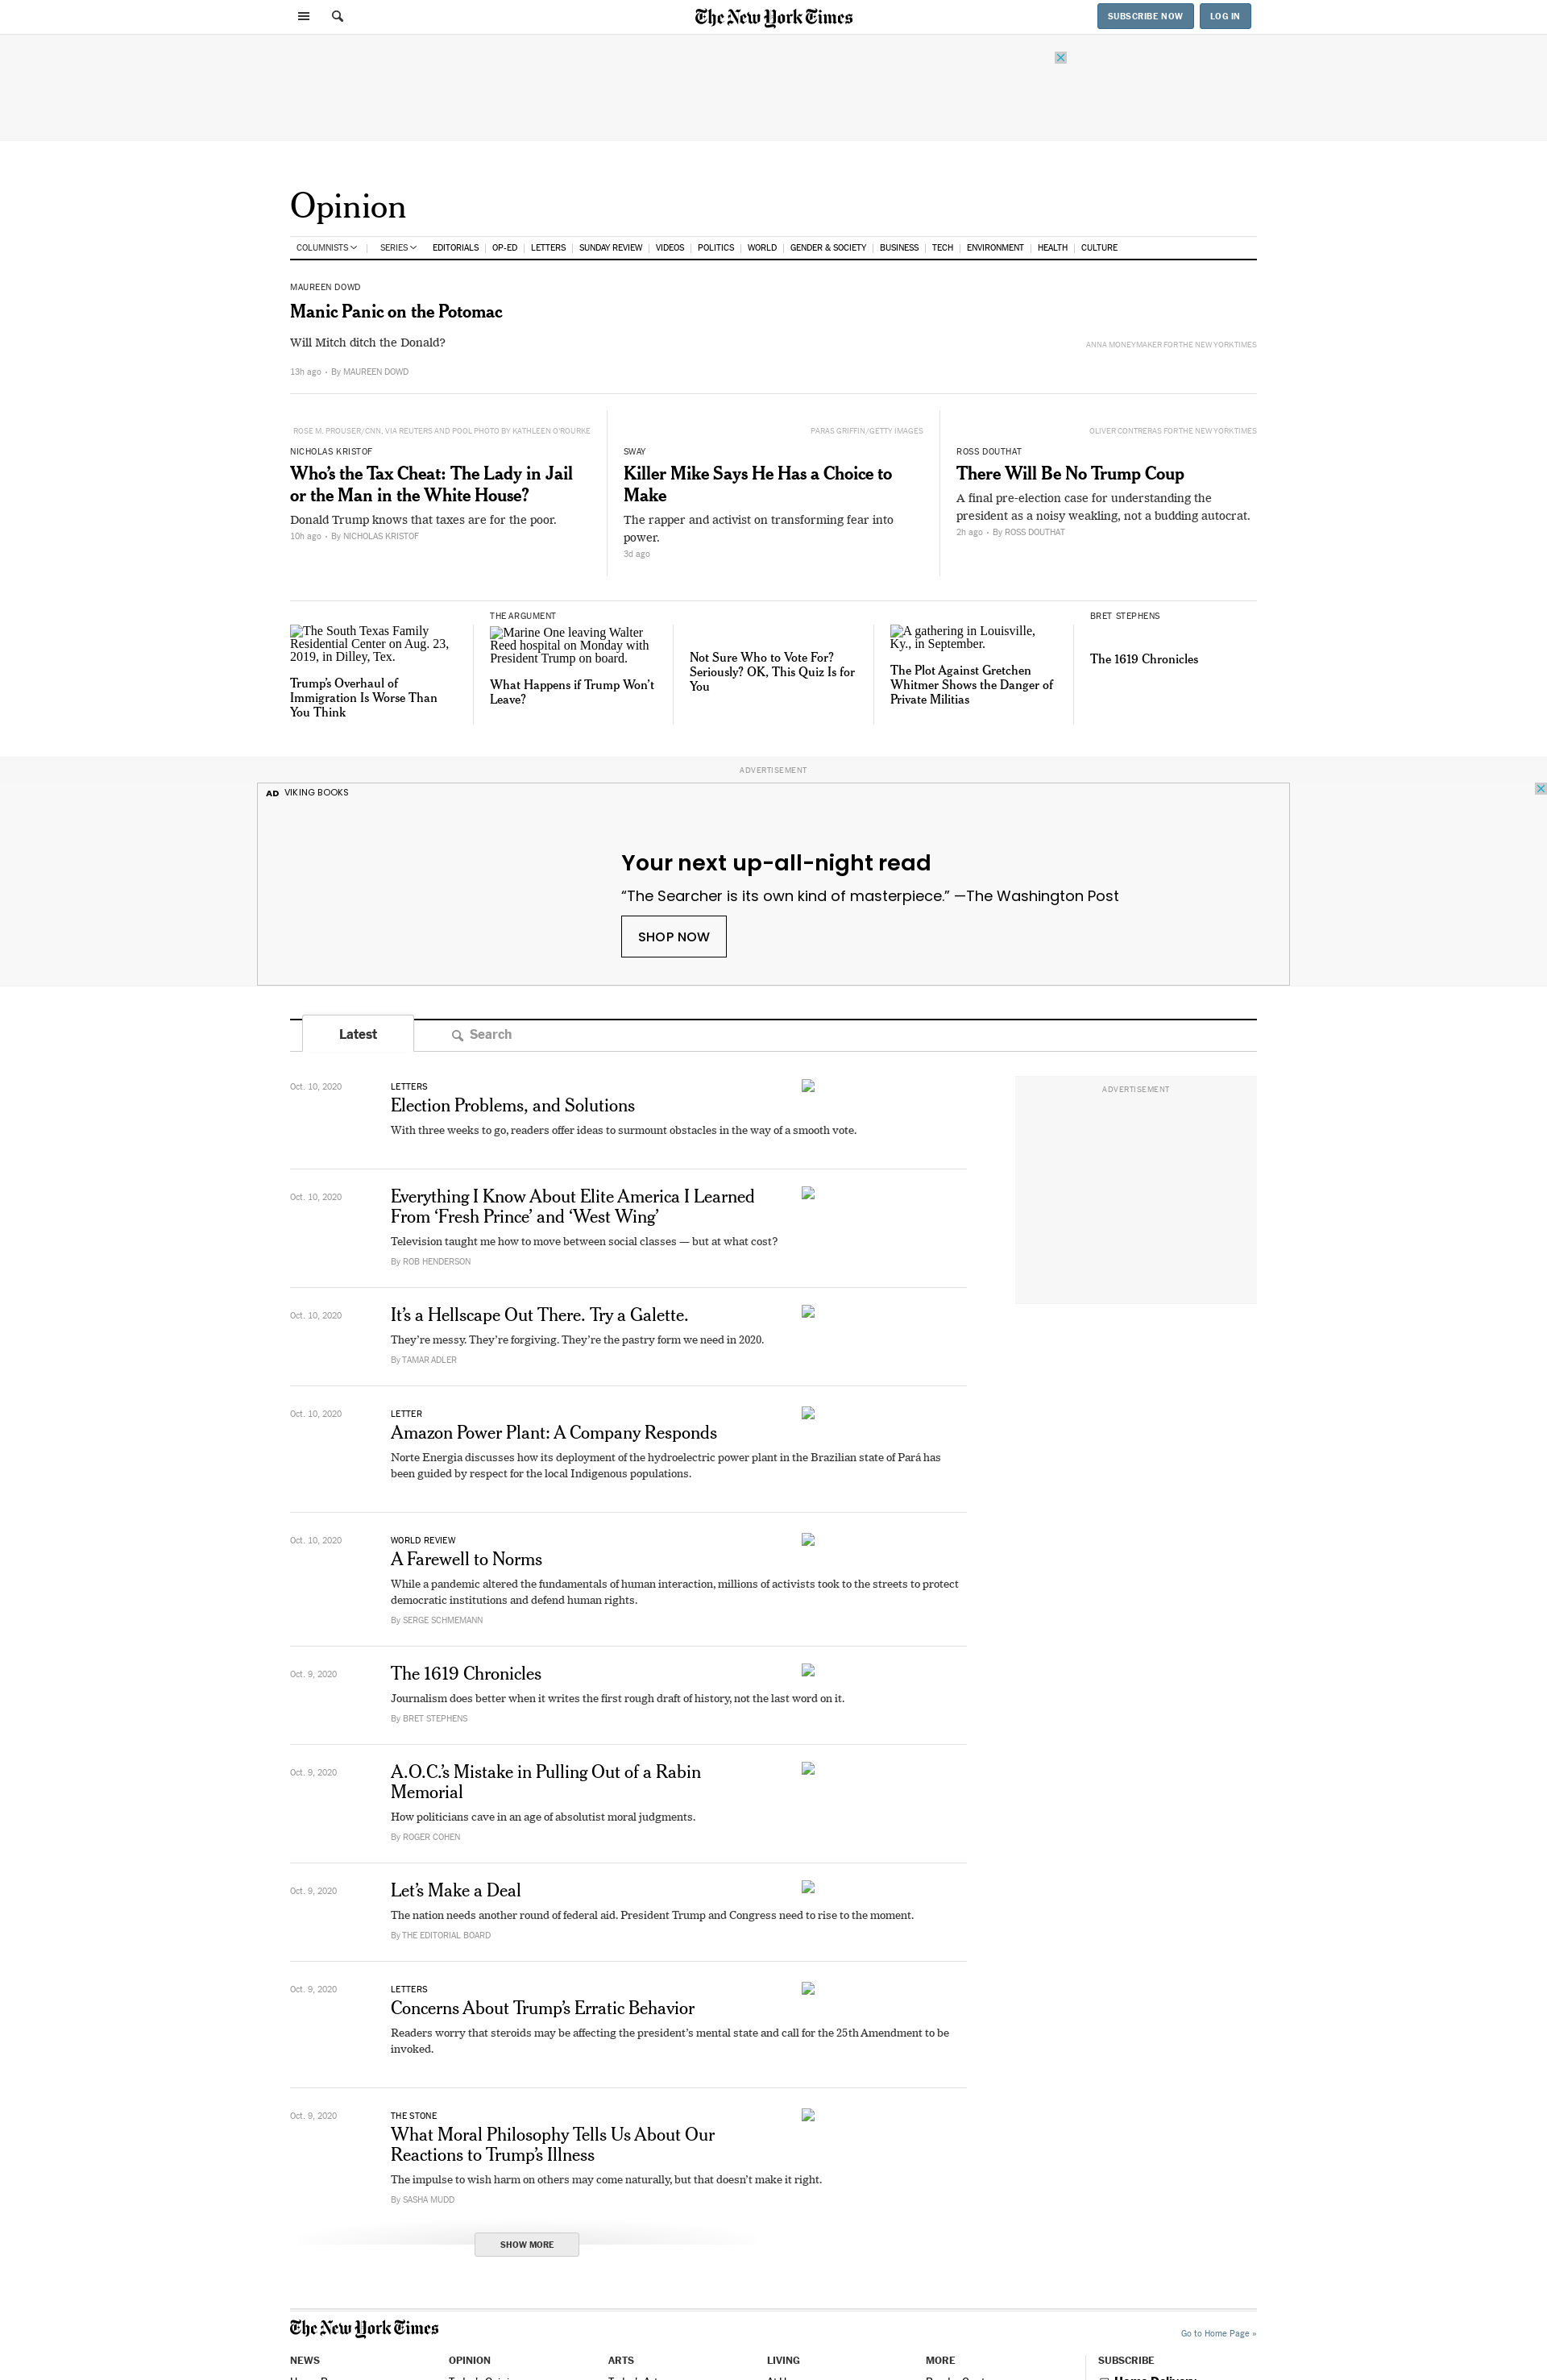 The New York Times
SUBSCRIBE NOW
LOG IN
Opinion
COLUMNISTS | SERIES EDITORIALS | OP-ED | LETTERS | SUNDAY REVIEW | VIDEOS | POLITICS | WORLD | GENDER & SOCIETY | BUSINESS | TECH | ENVIRONMENT | HEALTH | CULTURE
MAUREEN DOWD
Manic Panic on the Potomac
Will Mitch ditch the Donald?
ANNA MONEYMAKER FOR THE NEW YORK TIMES
13h ago • By MAUREEN DOWD
ROSE M. PROUSER/CNN, VIA REUTERS AND POOL PHOTO BY KATHLEEN O'ROURKE
NICHOLAS KRISTOF
Who’s the Tax Cheat: The Lady in Jail
or the Man in the White House?
Donald Trump knows that taxes are for the poor.
10h ago • By NICHOLAS KRISTOF
PARAS GRIFFIN/GETTY IMAGES
SWAY
Killer Mike Says He Has a Choice to
Make
The rapper and activist on transforming fear into
power.
3d ago
OLIVER CONTRERAS FOR THE NEW YORK TIMES
ROSS DOUTHAT
There Will Be No Trump Coup
A final pre-election case for understanding the
president as a noisy weakling, not a budding autocrat.
2h ago • By ROSS DOUTHAT
The South Texas Family
Residential Center on Aug. 23,
2019, in Dilley, Tex.
Trump’s Overhaul of
Immigration Is Worse Than
You Think
THE ARGUMENT
Marine One leaving Walter
Reed hospital on Monday with
President Trump on board.
What Happens if Trump Won’t
Leave?
Not Sure Who to Vote For?
Seriously? OK, This Quiz Is for
You
A gathering in Louisville,
Ky., in September.
The Plot Against Gretchen
Whitmer Shows the Danger of
Private Militias
BRET STEPHENS
The 1619 Chronicles
ADVERTISEMENT
AD VIKING BOOKS
Your next up-all-night read
“The Searcher is its own kind of masterpiece.” —The Washington Post
SHOP NOW
Latest
Search
ADVERTISEMENT
Oct. 10, 2020
LETTERS
Election Problems, and Solutions
With three weeks to go, readers offer ideas to surmount obstacles in the way of a smooth vote.
Oct. 10, 2020
Everything I Know About Elite America I Learned
From ‘Fresh Prince’ and ‘West Wing’
Television taught me how to move between social classes — but at what cost?
By ROB HENDERSON
Oct. 10, 2020
It’s a Hellscape Out There. Try a Galette.
They’re messy. They’re forgiving. They’re the pastry form we need in 2020.
By TAMAR ADLER
Oct. 10, 2020
LETTER
Amazon Power Plant: A Company Responds
Norte Energia discusses how its deployment of the hydroelectric power plant in the Brazilian state of Pará has
been guided by respect for the local Indigenous populations.
Oct. 10, 2020
WORLD REVIEW
A Farewell to Norms
While a pandemic altered the fundamentals of human interaction, millions of activists took to the streets to protect
democratic institutions and defend human rights.
By SERGE SCHMEMANN
Oct. 9, 2020
The 1619 Chronicles
Journalism does better when it writes the first rough draft of history, not the last word on it.
By BRET STEPHENS
Oct. 9, 2020
A.O.C.’s Mistake in Pulling Out of a Rabin
Memorial
How politicians cave in an age of absolutist moral judgments.
By ROGER COHEN
Oct. 9, 2020
Let’s Make a Deal
The nation needs another round of federal aid. President Trump and Congress need to rise to the moment.
By THE EDITORIAL BOARD
Oct. 9, 2020
LETTERS
Concerns About Trump’s Erratic Behavior
Readers worry that steroids may be affecting the president’s mental state and call for the 25th Amendment to be
invoked.
Oct. 9, 2020
THE STONE
What Moral Philosophy Tells Us About Our
Reactions to Trump’s Illness
The impulse to wish harm on others may come naturally, but that doesn’t make it right.
By SASHA MUDD
SHOW MORE
The New York Times
Go to Home Page »
NEWS
OPINION
ARTS
LIVING
MORE
SUBSCRIBE
Home Delivery